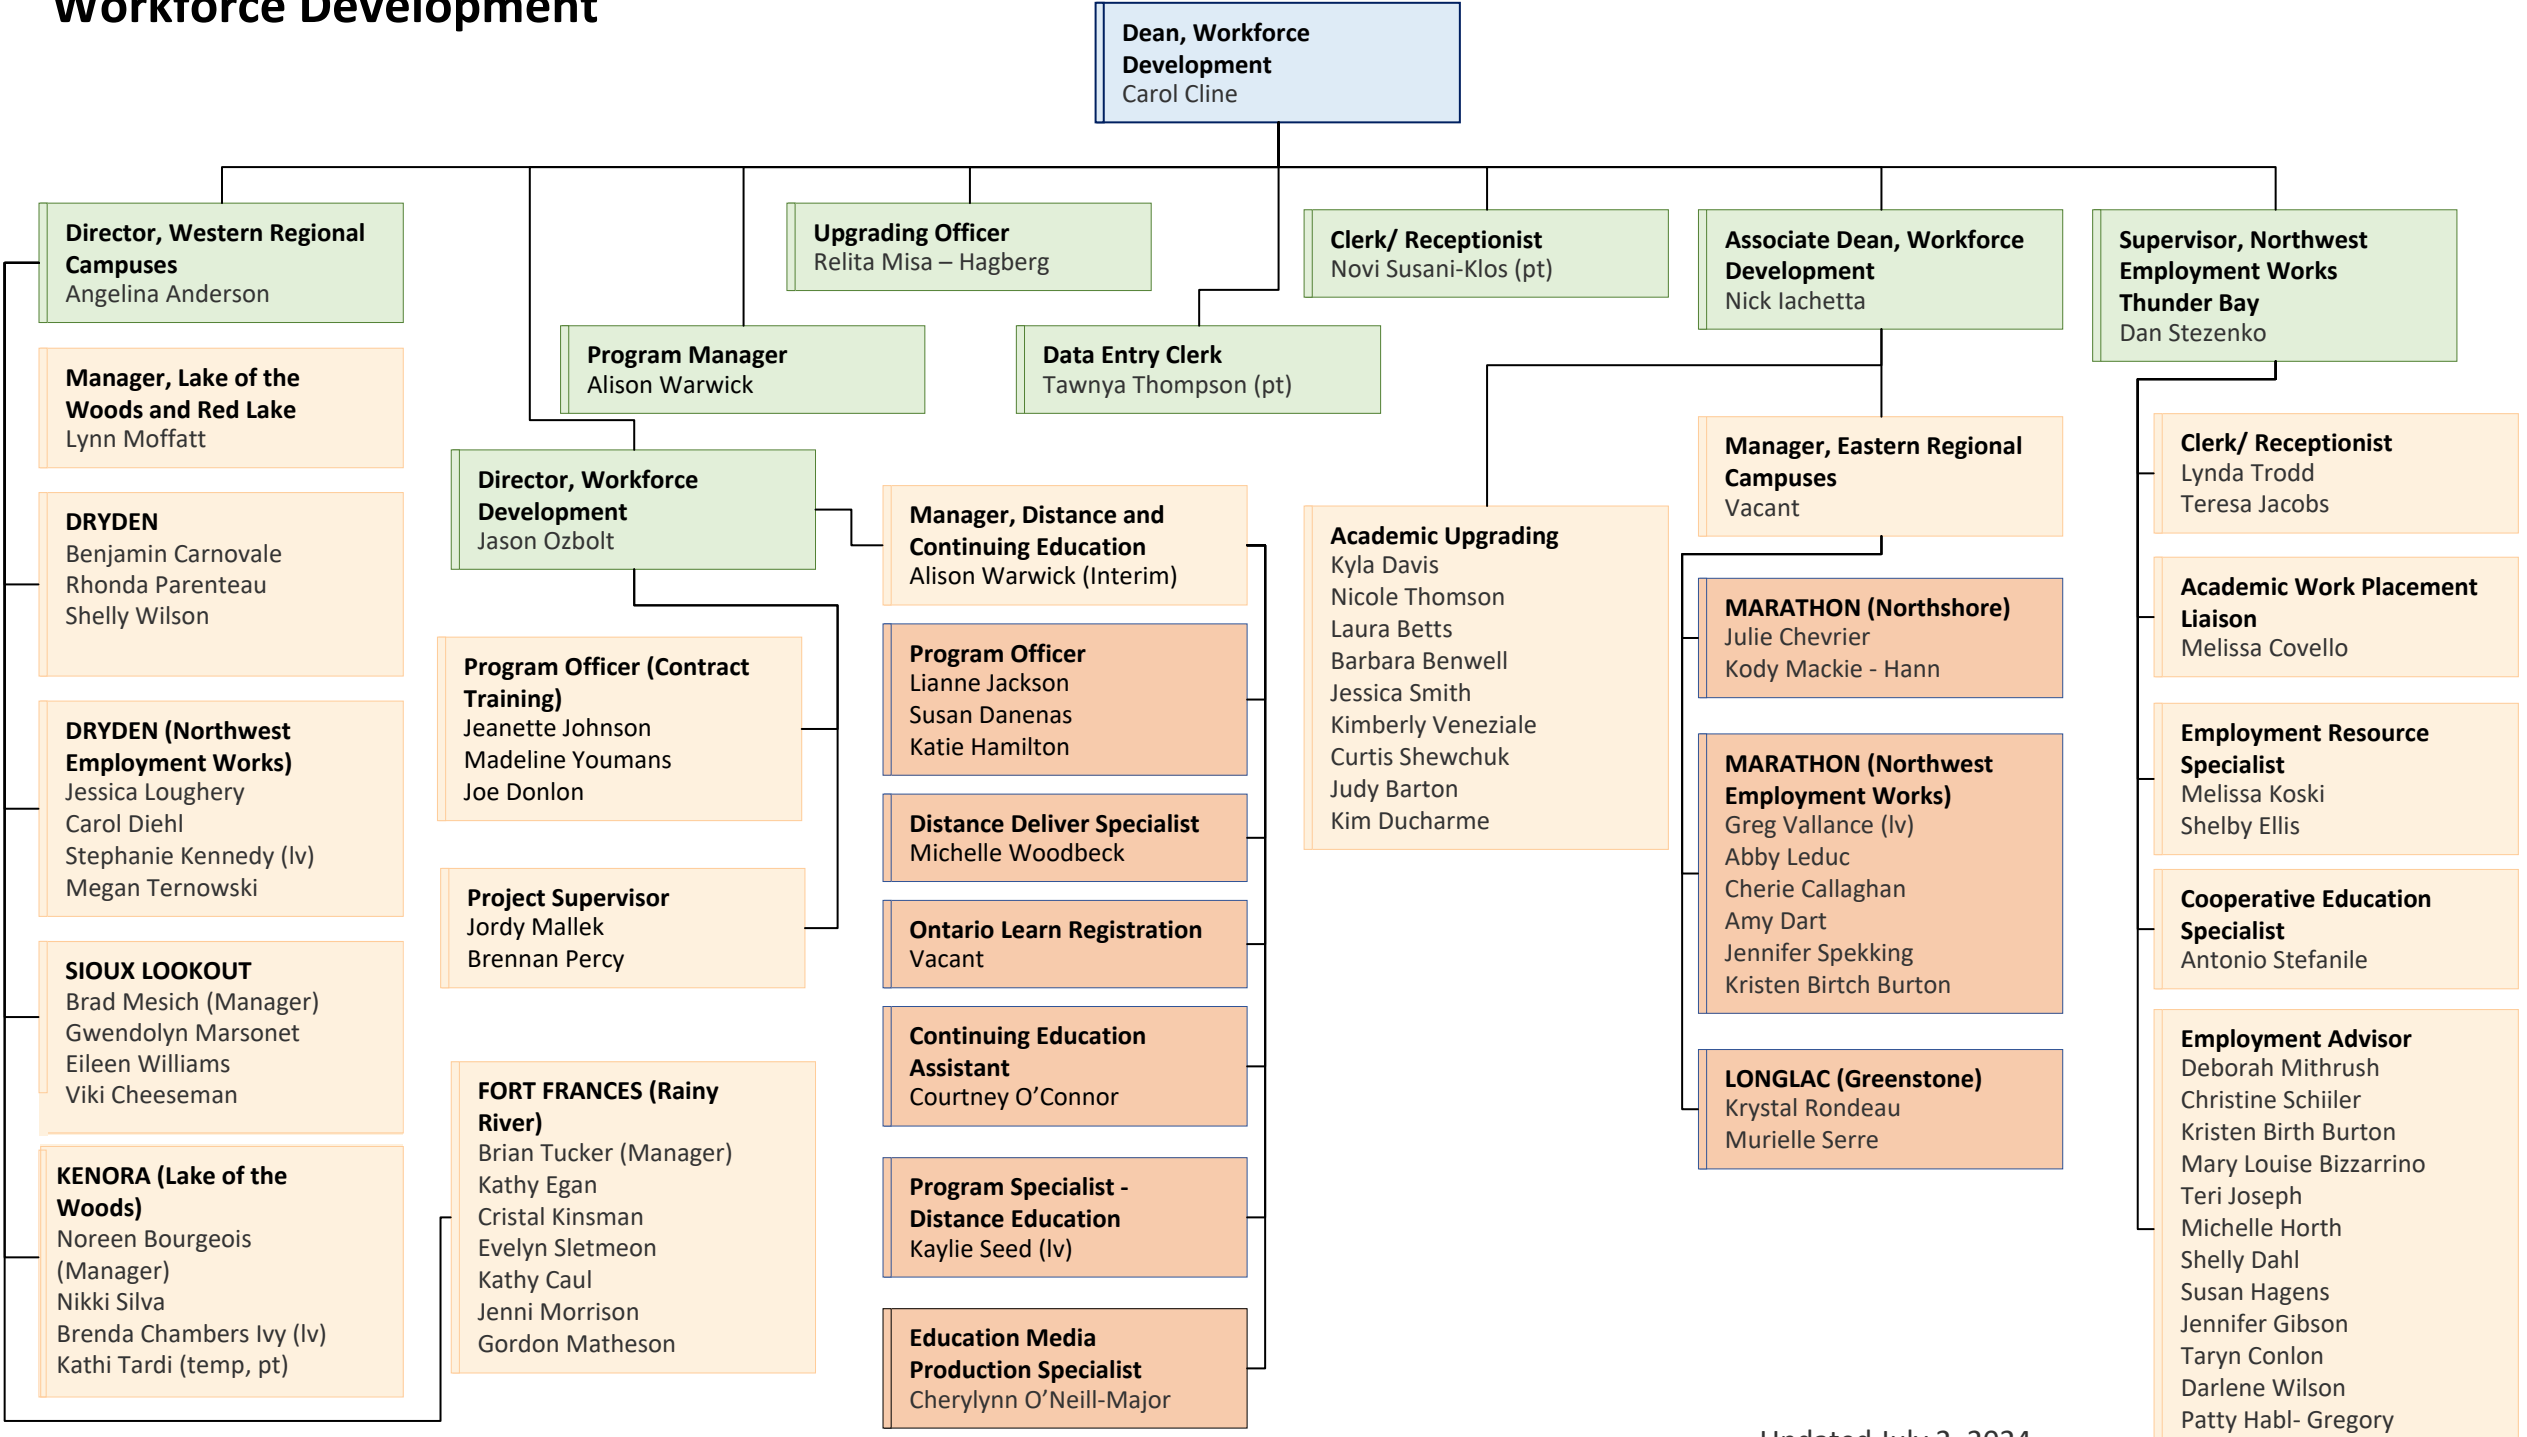 Workforce Development
Dean, Workforce
Development
Carol Cline
Director, Western Regional
Campuses
Angelina Anderson
Manager, Lake of the
Woods and Red Lake
Lynn Moffatt
DRYDEN
Benjamin Carnovale
Rhonda Parenteau
Shelly Wilson
DRYDEN (Northwest
Employment Works)
Jessica Loughery
Carol Diehl
Stephanie Kennedy (lv)
Megan Ternowski
SIOUX LOOKOUT
Brad Mesich (Manager)
Gwendolyn Marsonet
Eileen Williams
Viki Cheeseman
KENORA (Lake of the
Woods)
Noreen Bourgeois
(Manager)
Nikki Silva
Brenda Chambers Ivy (lv)
Kathi Tardi (temp, pt)
FORT FRANCES (Rainy
River)
Brian Tucker (Manager)
Kathy Egan
Cristal Kinsman
Evelyn Sletmeon
Kathy Caul
Jenni Morrison
Gordon Matheson
Director, Workforce
Development
Jason Ozbolt
Program Officer (Contract
Training)
Jeanette Johnson
Madeline Youmans
Joe Donlon
Project Supervisor
Jordy Mallek
Brennan Percy
Manager, Distance and
Continuing Education
Alison Warwick (Interim)
Program Officer
Lianne Jackson
Susan Danenas
Katie Hamilton
Distance Deliver Specialist
Michelle Woodbeck
Ontario Learn Registration
Vacant
Continuing Education
Assistant
Courtney O’Connor
Program Specialist -
Distance Education
Kaylie Seed (lv)
Education Media
Production Specialist
Cherylynn O’Neill-Major
Program Manager
Alison Warwick
Upgrading Officer
Relita Misa – Hagberg
Data Entry Clerk
Tawnya Thompson (pt)
Clerk/ Receptionist
Novi Susani-Klos (pt)
Associate Dean, Workforce
Development
Nick Iachetta
Academic Upgrading
Kyla Davis
Nicole Thomson
Laura Betts
Barbara Benwell
Jessica Smith
Kimberly Veneziale
Curtis Shewchuk
Judy Barton
Kim Ducharme
Manager, Eastern Regional
Campuses
Vacant
MARATHON (Northshore)
Julie Chevrier
Kody Mackie - Hann
MARATHON (Northwest
Employment Works)
Greg Vallance (lv)
Abby Leduc
Cherie Callaghan
Amy Dart
Jennifer Spekking
Kristen Birtch Burton
LONGLAC (Greenstone)
Krystal Rondeau
Murielle Serre
Supervisor, Northwest
Employment Works
Thunder Bay
Dan Stezenko
Clerk/ Receptionist
Lynda Trodd
Teresa Jacobs
Academic Work Placement
Liaison
Melissa Covello
Employment Resource
Specialist
Melissa Koski
Shelby Ellis
Cooperative Education
Specialist
Antonio Stefanile
Employment Advisor
Deborah Mithrush
Christine Schiiler
Kristen Birth Burton
Mary Louise Bizzarrino
Teri Joseph
Michelle Horth
Shelly Dahl
Susan Hagens
Jennifer Gibson
Taryn Conlon
Darlene Wilson
Patty Habl- Gregory
Updated July 2, 2024